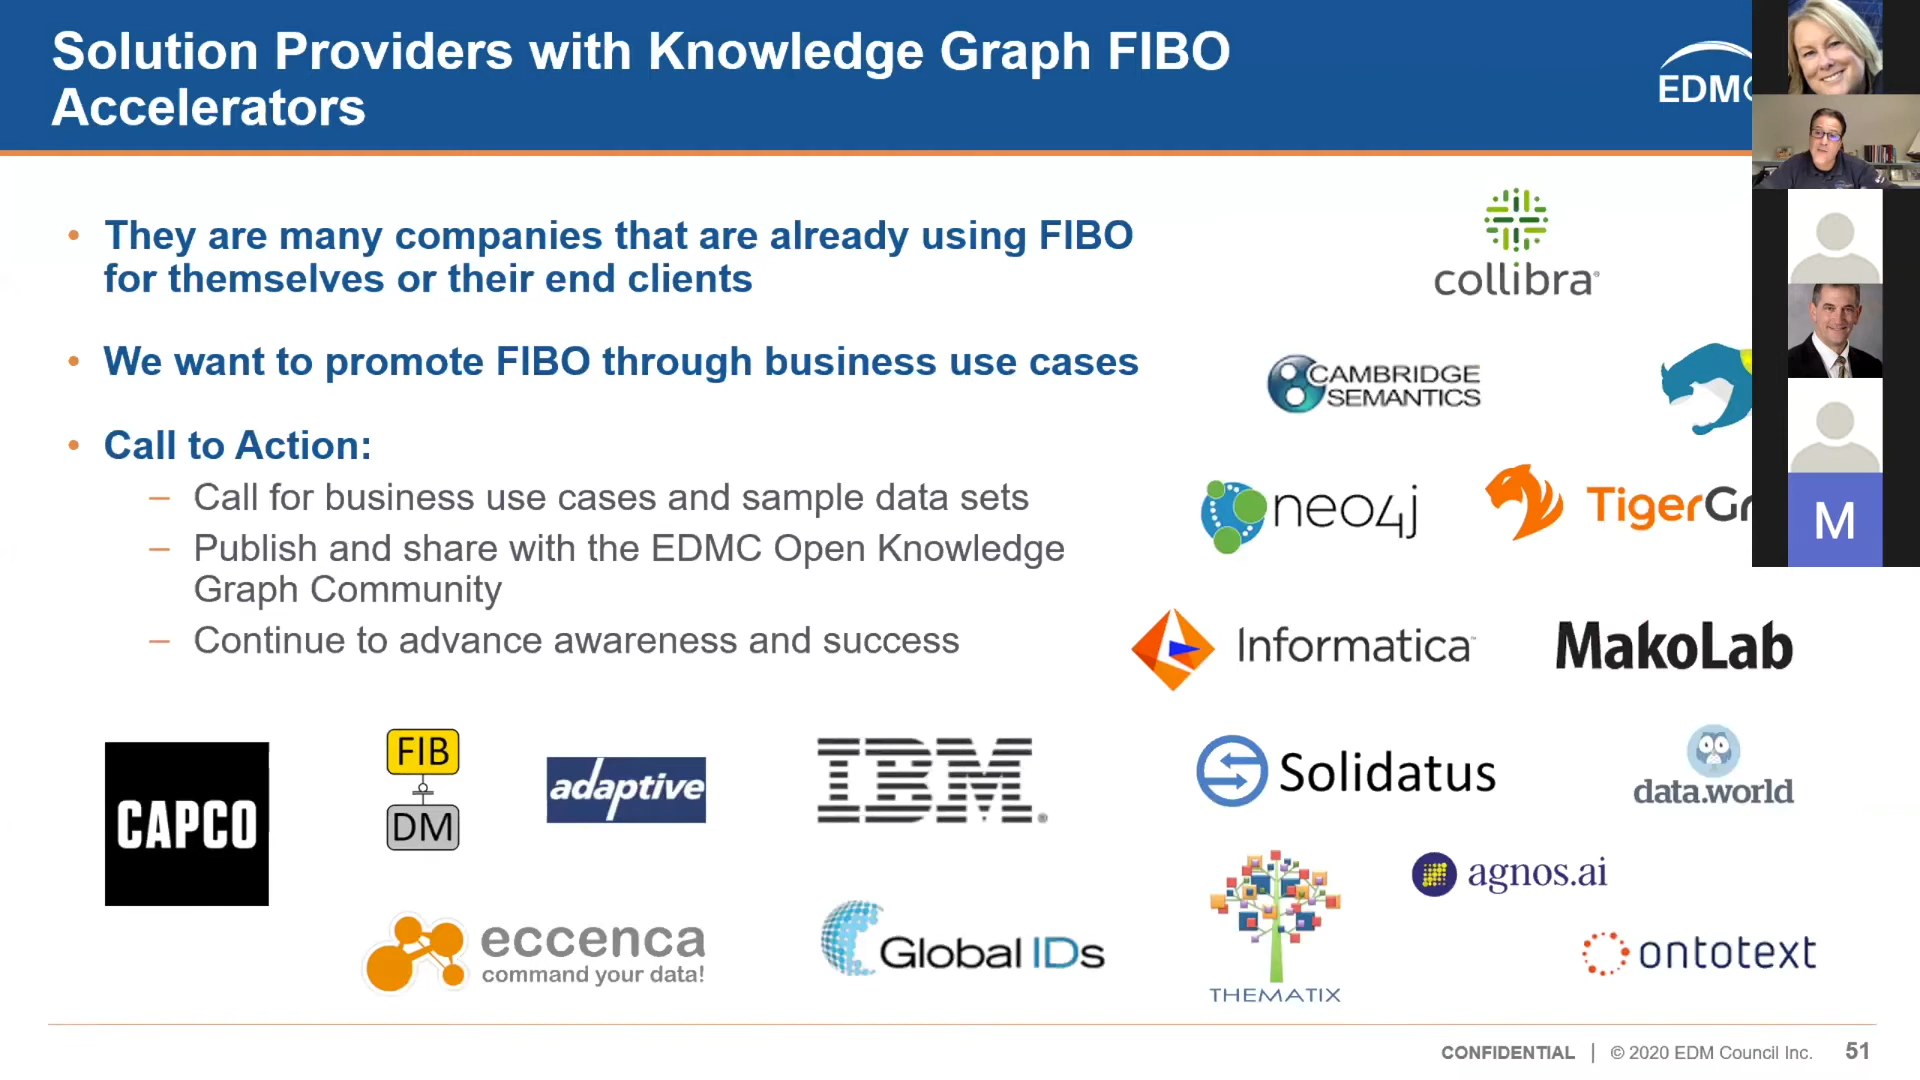 Solution Providers with Knowledge Graph FIBO
Accelerators
EDMC
• They are many companies that are already using FIBO
for themselves or their end clients
• We want to promote FIBO through business use cases
• Call to Action:
– Call for business use cases and sample data sets
– Publish and share with the EDMC Open Knowledge
Graph Community
– Continue to advance awareness and success
collibra
CAMBRIDGE
SEMANTICS
neo4j
TigerGr
M
Informatica™
MakoLab
CAPCO
FIB
DM
adaptive
IBM®
Solidatus
data.world
eccenca
command your data!
Global IDs
THEMATIX
agnos.ai
ontotext
CONFIDENTIAL | © 2020 EDM Council Inc. 51